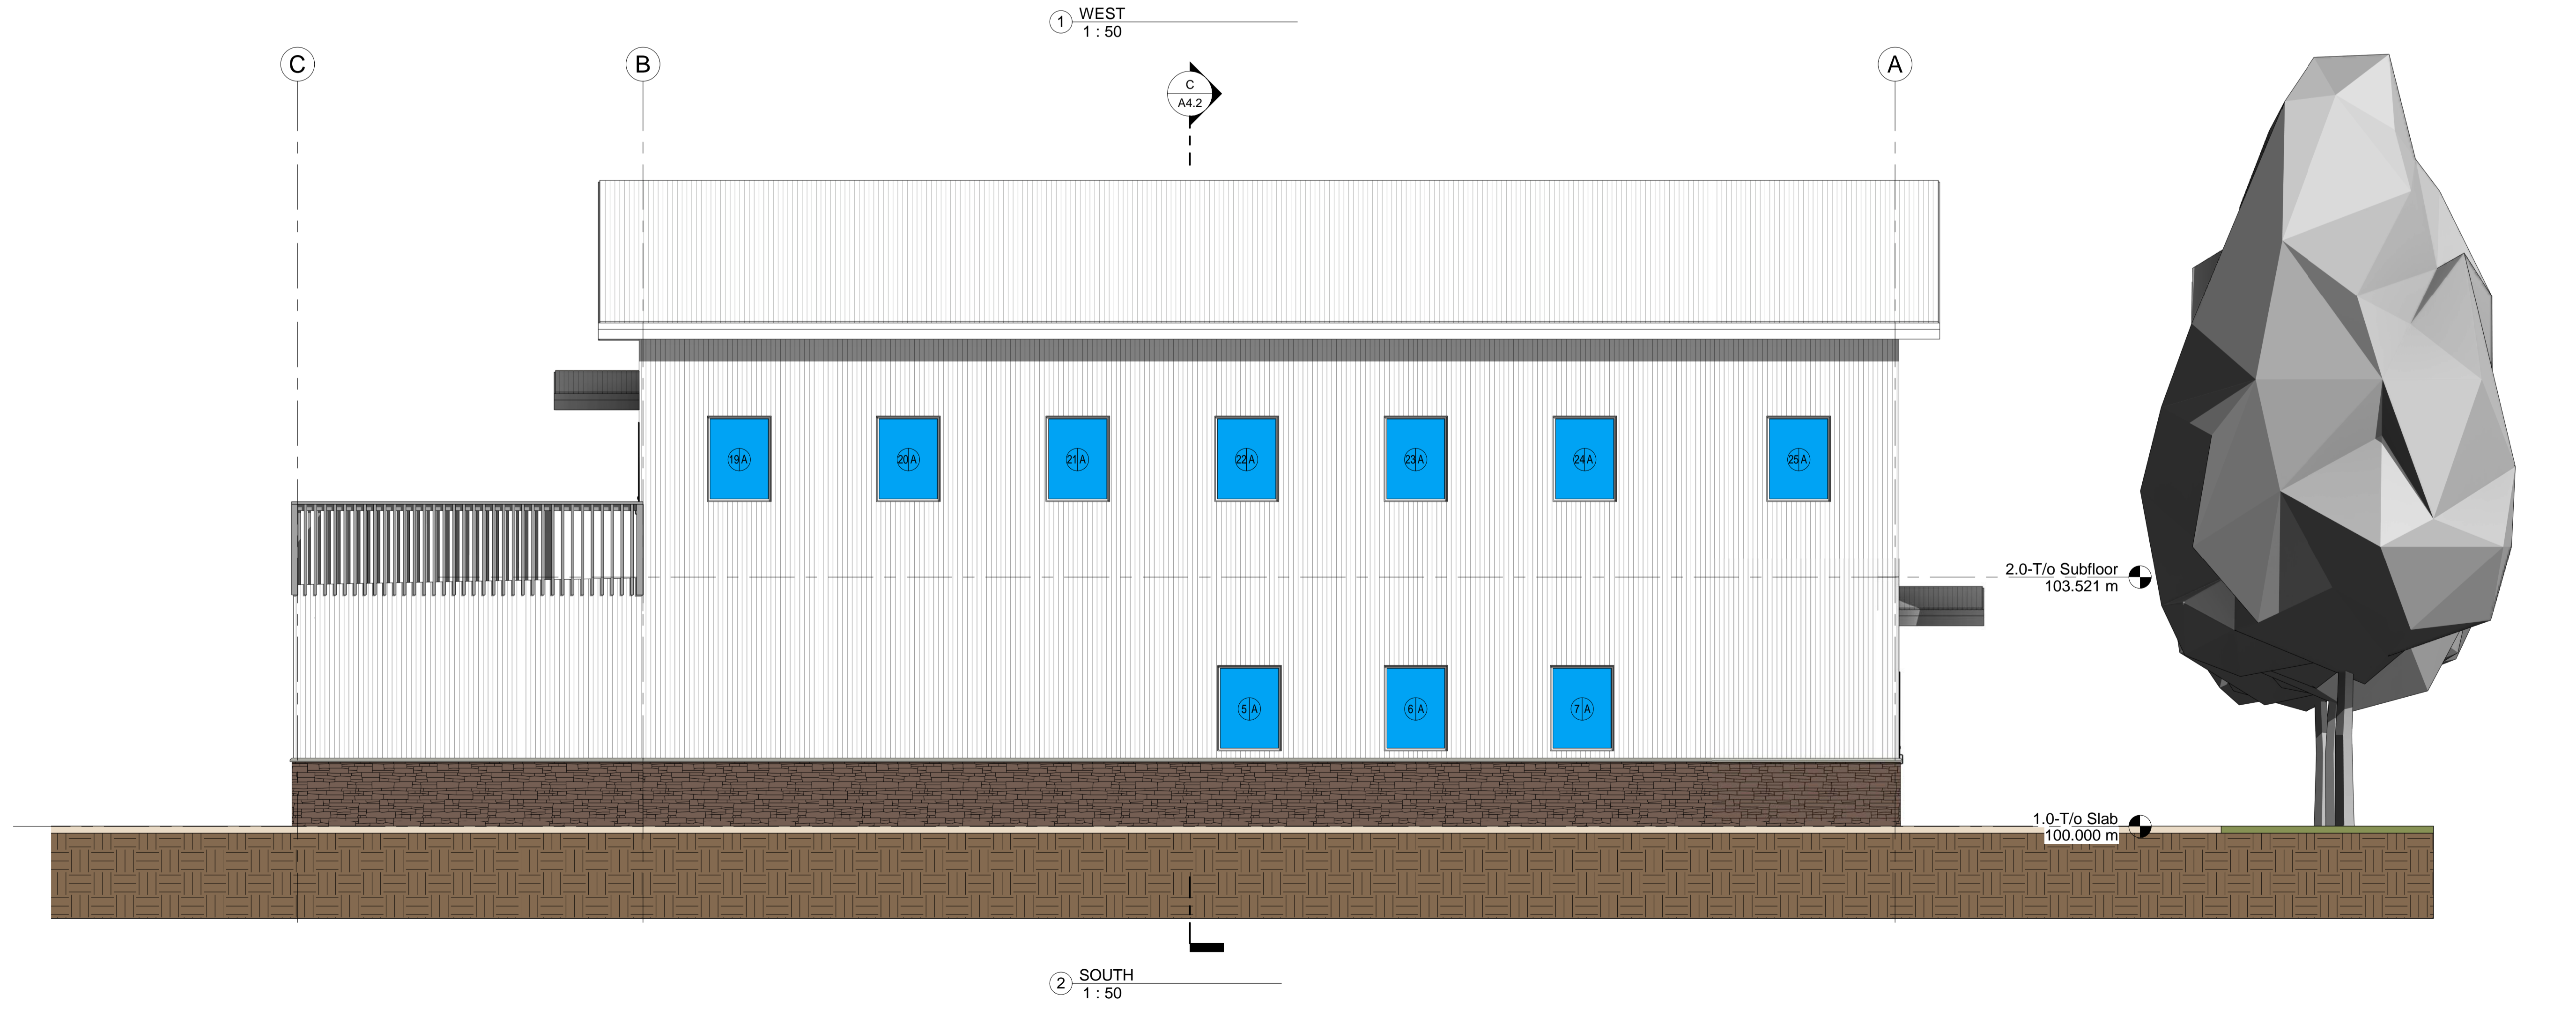 1 WEST
1 : 50
C B A
C
A4.2
19 A 20 A 21 A 22 A 23 A 24 A 25 A
2.0-T/o Subfloor
103.521 m
5 A 6 A 7 A
1.0-T/o Slab
100.000 m
2 SOUTH
1 : 50